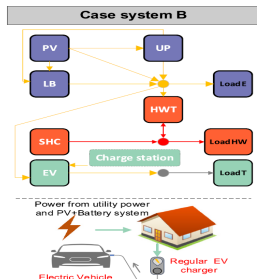 Case system B
PV
UP
LB
LoadE
HWT
SHC
LoadHW
Charge station
EV
LoadT
Power from utility power
and PV+Battery system
Regular EV
charger
Electric Vehicle